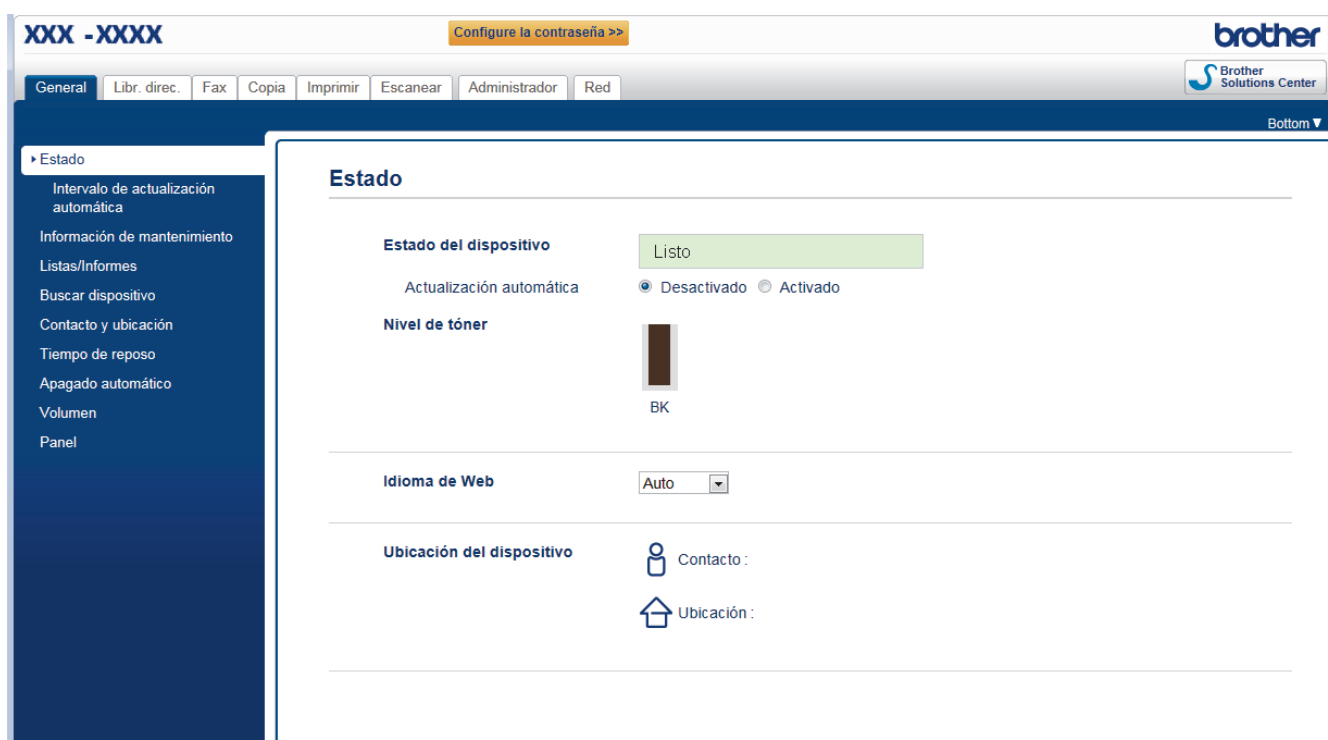 XXX -XXXX
Configure la contraseña >>
brother
General
Libr. direc.
Fax
Copia
Imprimir
Escanear
Administrador
Red
Brother
Solutions Center
Bottom▼
Estado
Intervalo de actualización
automática
Información de mantenimiento
Listas/Informes
Buscar dispositivo
Contacto y ubicación
Tiempo de reposo
Apagado automático
Volumen
Panel
Estado
Estado del dispositivo
Listo
Actualización automática
Desactivado
Activado
Nivel de tóner
BK
Idioma de Web
Auto
Ubicación del dispositivo
Contacto :
Ubicación :